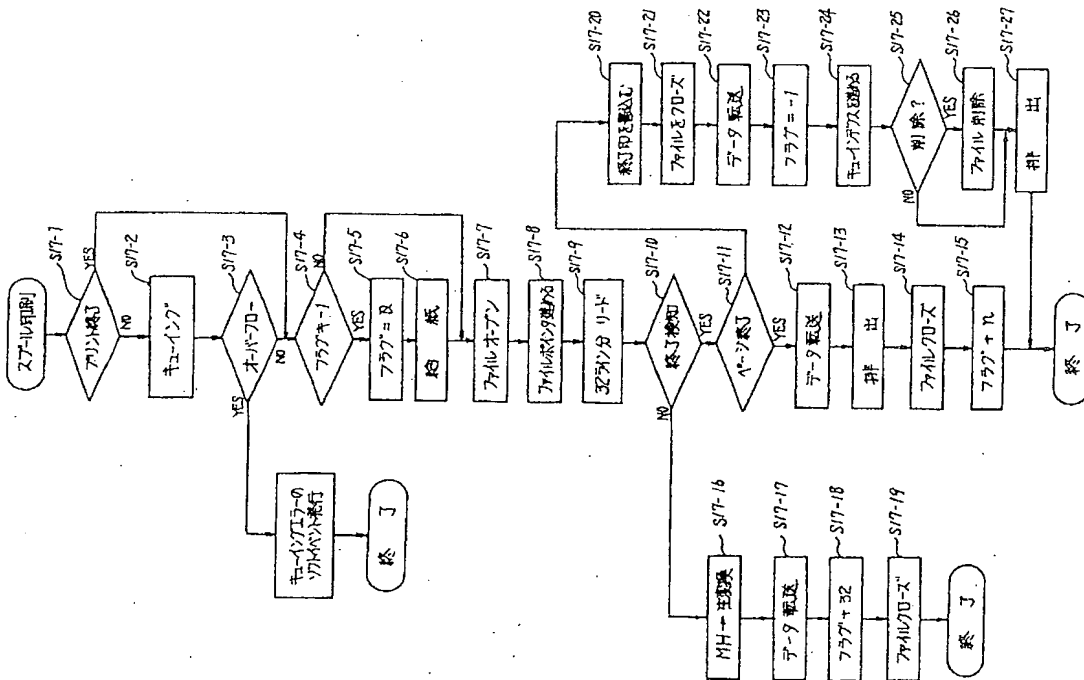 スプール印刷
S17-1
プリント終了
YES
NO
S17-2
キューイング
S17-3
オーバーフロー
YES
NO
キューイングエラーの
ソフトイベント発行
終 了
S17-4
フラグキ-1
NO
YES
S17-5
フラグ=
S17-6
給 紙
S17-7
ファイルオープン
S17-8
ファイルポインタ進める
S17-9
32ライン分 リード
S17-10
終了検知
NO
YES
S17-11
ページ終了
YES
S17-12
データ転送
S17-13
排 出
S17-14
ファイルクローズ
S17-15
フラグ+n
終 了
S17-16
MH→生変換
S17-17
データ転送
S17-18
フラグ+32
S17-19
ファイルクローズ
終 了
S17-20
終了印を書込む
S17-21
ファイルをクローズ
S17-22
データ転送
S17-23
フラグ=-1
S17-24
キューインデクスを進める
S17-25
削除?
NO
YES
S17-26
ファイル削除
S17-27
排 出